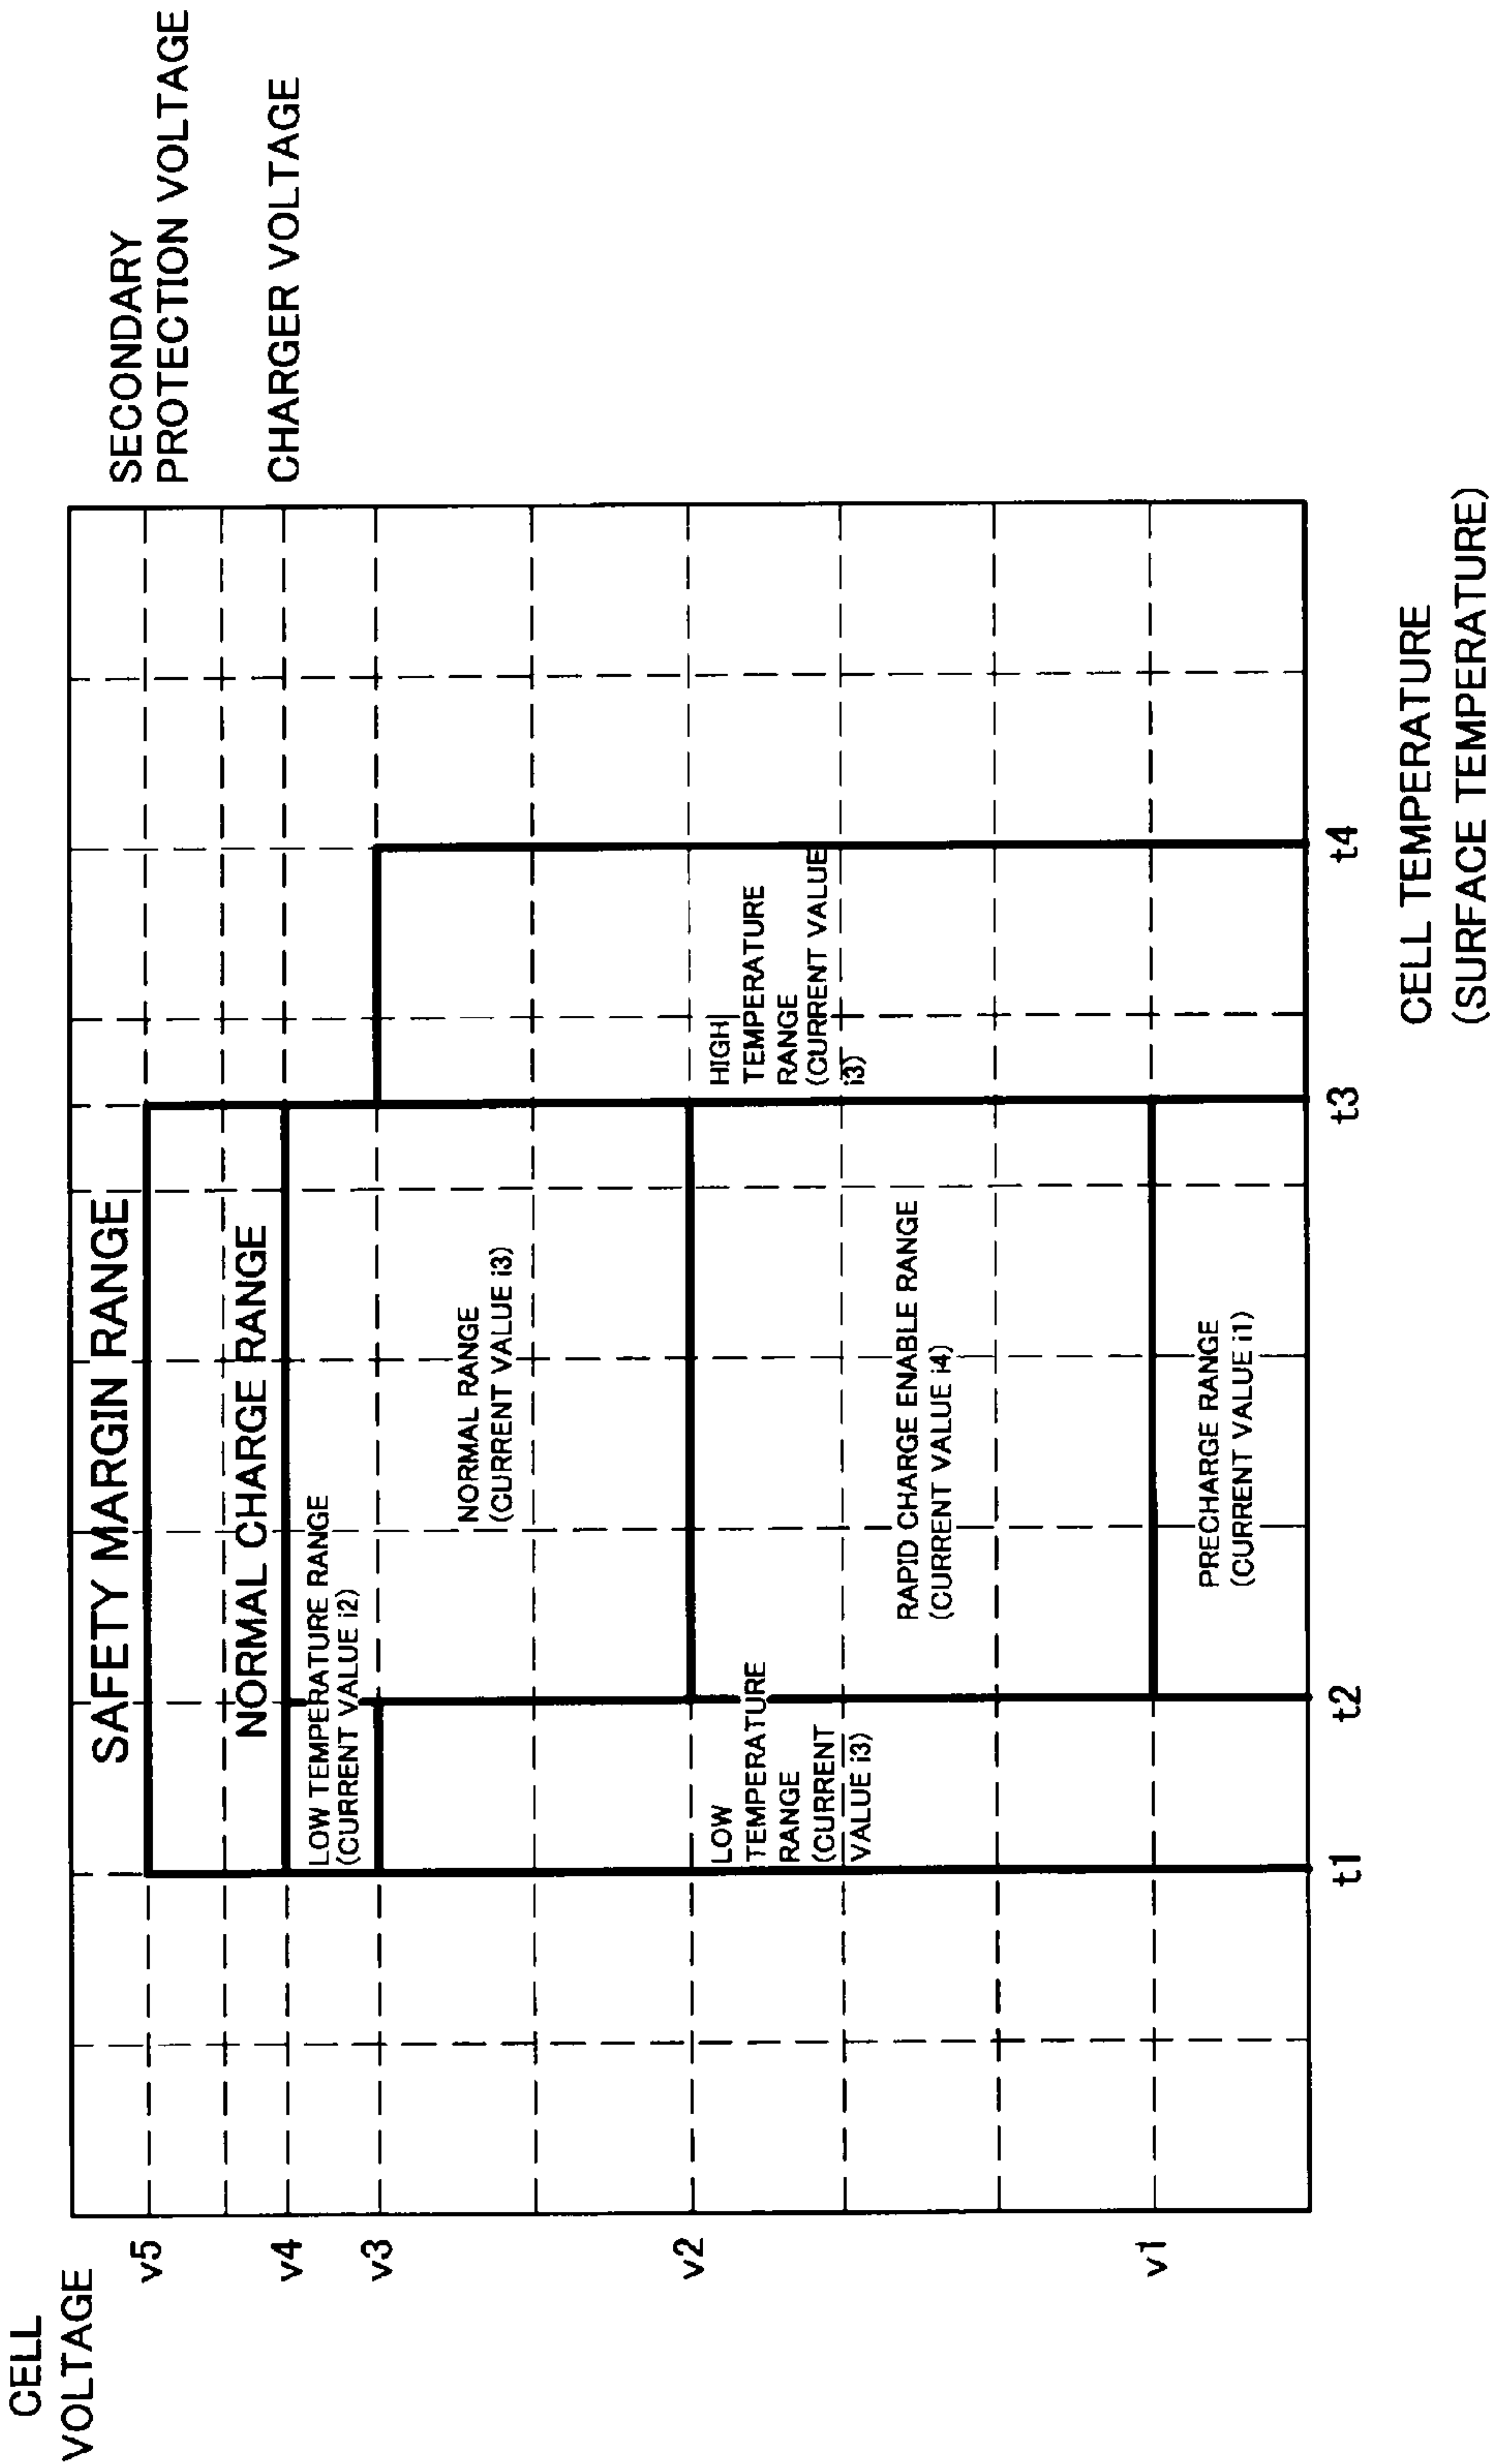 CELL
VOLTAGE
SECONDARY
PROTECTION VOLTAGE
CHARGER VOLTAGE
v5
v4
v3
v2
v1
SAFETY MARGIN RANGE
NORMAL CHARGE RANGE
LOW TEMPERATURE RANGE
(CURRENT VALUE i2)
NORMAL RANGE
(CURRENT VALUE i3)
LOW
TEMPERATURE
RANGE
(CURRENT
VALUE i3)
HIGH
TEMPERATURE
RANGE
(CURRENT VALUE
i3)
RAPID CHARGE ENABLE RANGE
(CURRENT VALUE i4)
PRECHARGE RANGE
(CURRENT VALUE i1)
t1
t2
t3
t4
CELL TEMPERATURE
(SURFACE TEMPERATURE)